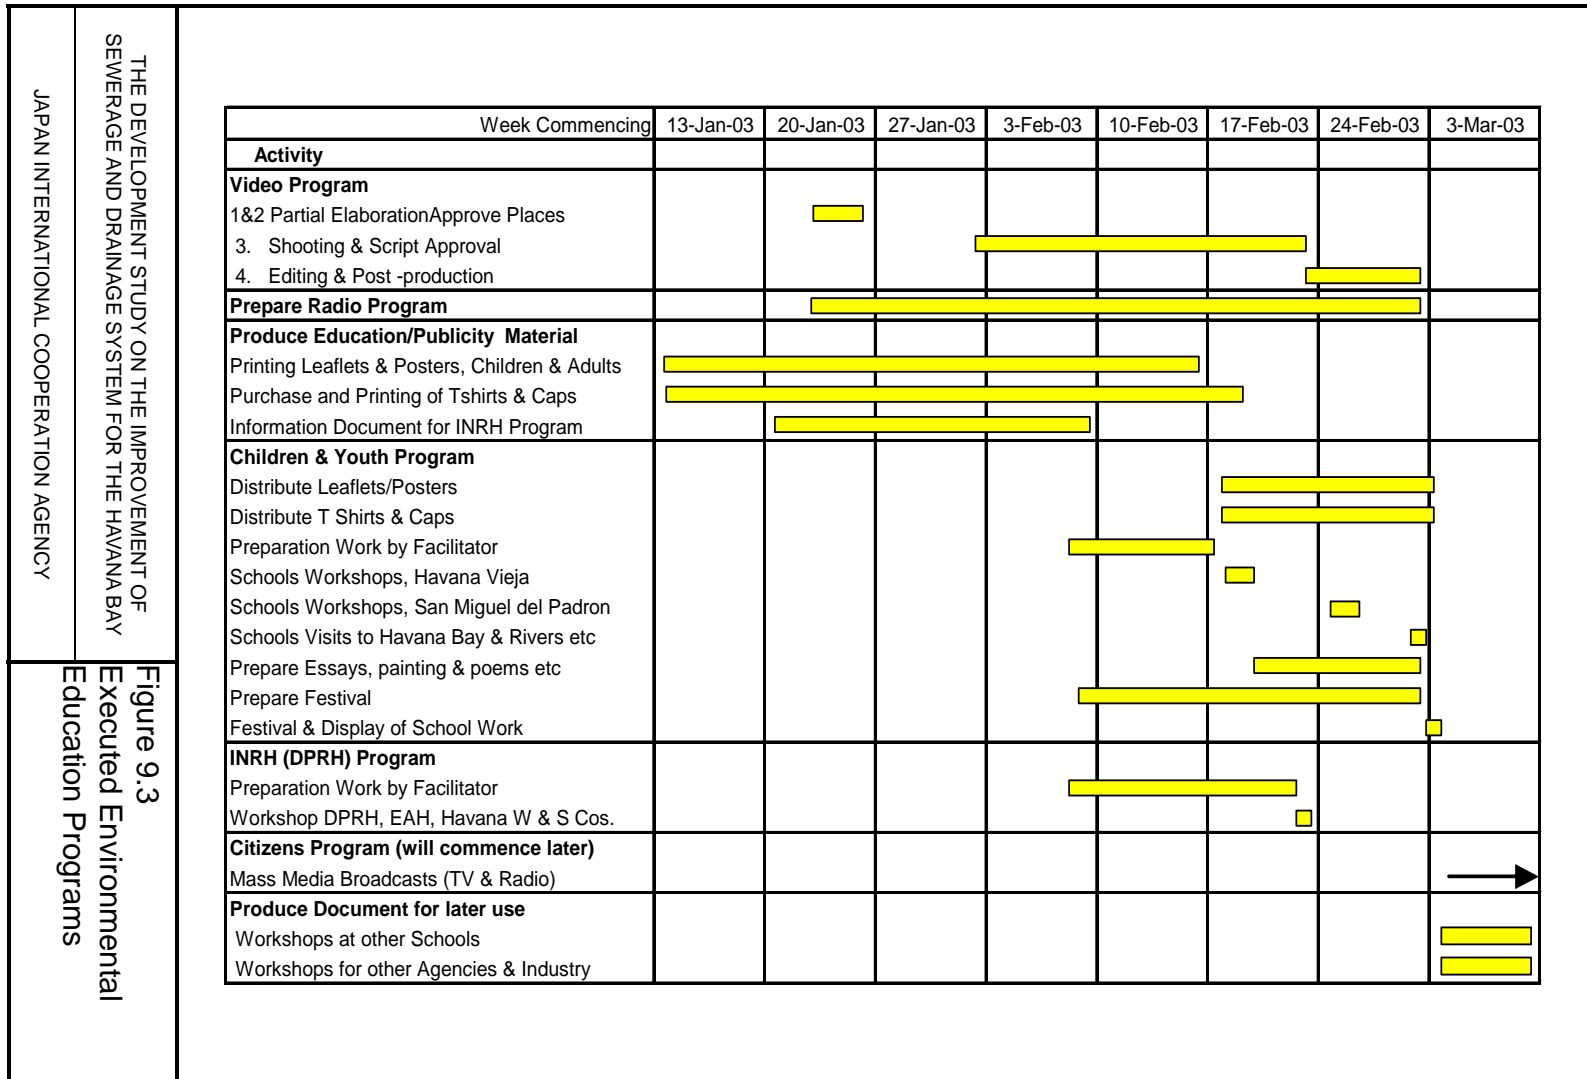 THE DEVELOPMENT STUDY ON THE IMPROVEMENT OF
SEWERAGE AND DRAINAGE SYSTEM FOR THE HAVANA BAY
JAPAN INTERNATIONAL COOPERATION AGENCY
Figure 9.3
Executed Environmental
Education Programs
Week Commencing 13-Jan-03 20-Jan-03 27-Jan-03 3-Feb-03 10-Feb-03 17-Feb-03 24-Feb-03 3-Mar-03
Activity
Video Program
1&2 Partial ElaborationApprove Places
3. Shooting & Script Approval
4. Editing & Post -production
Prepare Radio Program
Produce Education/Publicity Material
Printing Leaflets & Posters, Children & Adults
Purchase and Printing of Tshirts & Caps
Information Document for INRH Program
Children & Youth Program
Distribute Leaflets/Posters
Distribute T Shirts & Caps
Preparation Work by Facilitator
Schools Workshops, Havana Vieja
Schools Workshops, San Miguel del Padron
Schools Visits to Havana Bay & Rivers etc
Prepare Essays, painting & poems etc
Prepare Festival
Festival & Display of School Work
INRH (DPRH) Program
Preparation Work by Facilitator
Workshop DPRH, EAH, Havana W & S Cos.
Citizens Program (will commence later)
Mass Media Broadcasts (TV & Radio)
Produce Document for later use
Workshops at other Schools
Workshops for other Agencies & Industry